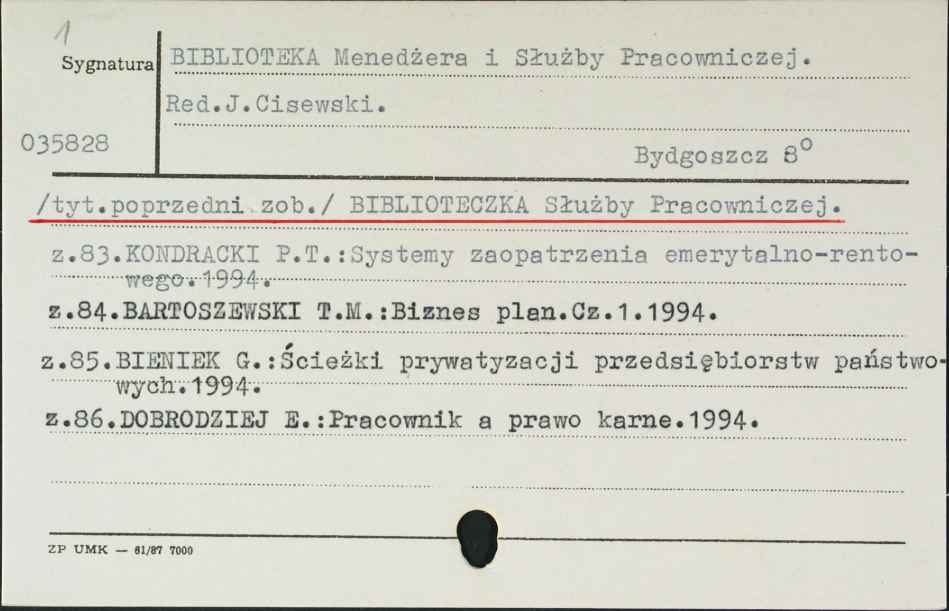 1
Sygnatura
BIBLIOTEKA Menedżera i Służby Pracowniczej.
Red.J.Cisewski.
035828
Bydgoszcz 8⁰
/tyt.poprzedni zob./ BIBLIOTECZKA Służby Pracowniczej.
z.83.KONDRACKI P.T.:Systemy zaopatrzenia emerytalno-rento-
wego.1994.
z.84.BARTOSZEWSKI T.M.:Biznes plan.Cz.1.1994.
z.85.BIENIEK G.:Ścieżki prywatyzacji przedsiębiorstw państwo-
wych.1994.
z.86.DOBRODZIEJ E.:Pracownik a prawo karne.1994.
ZP UMK — 61/87 7000